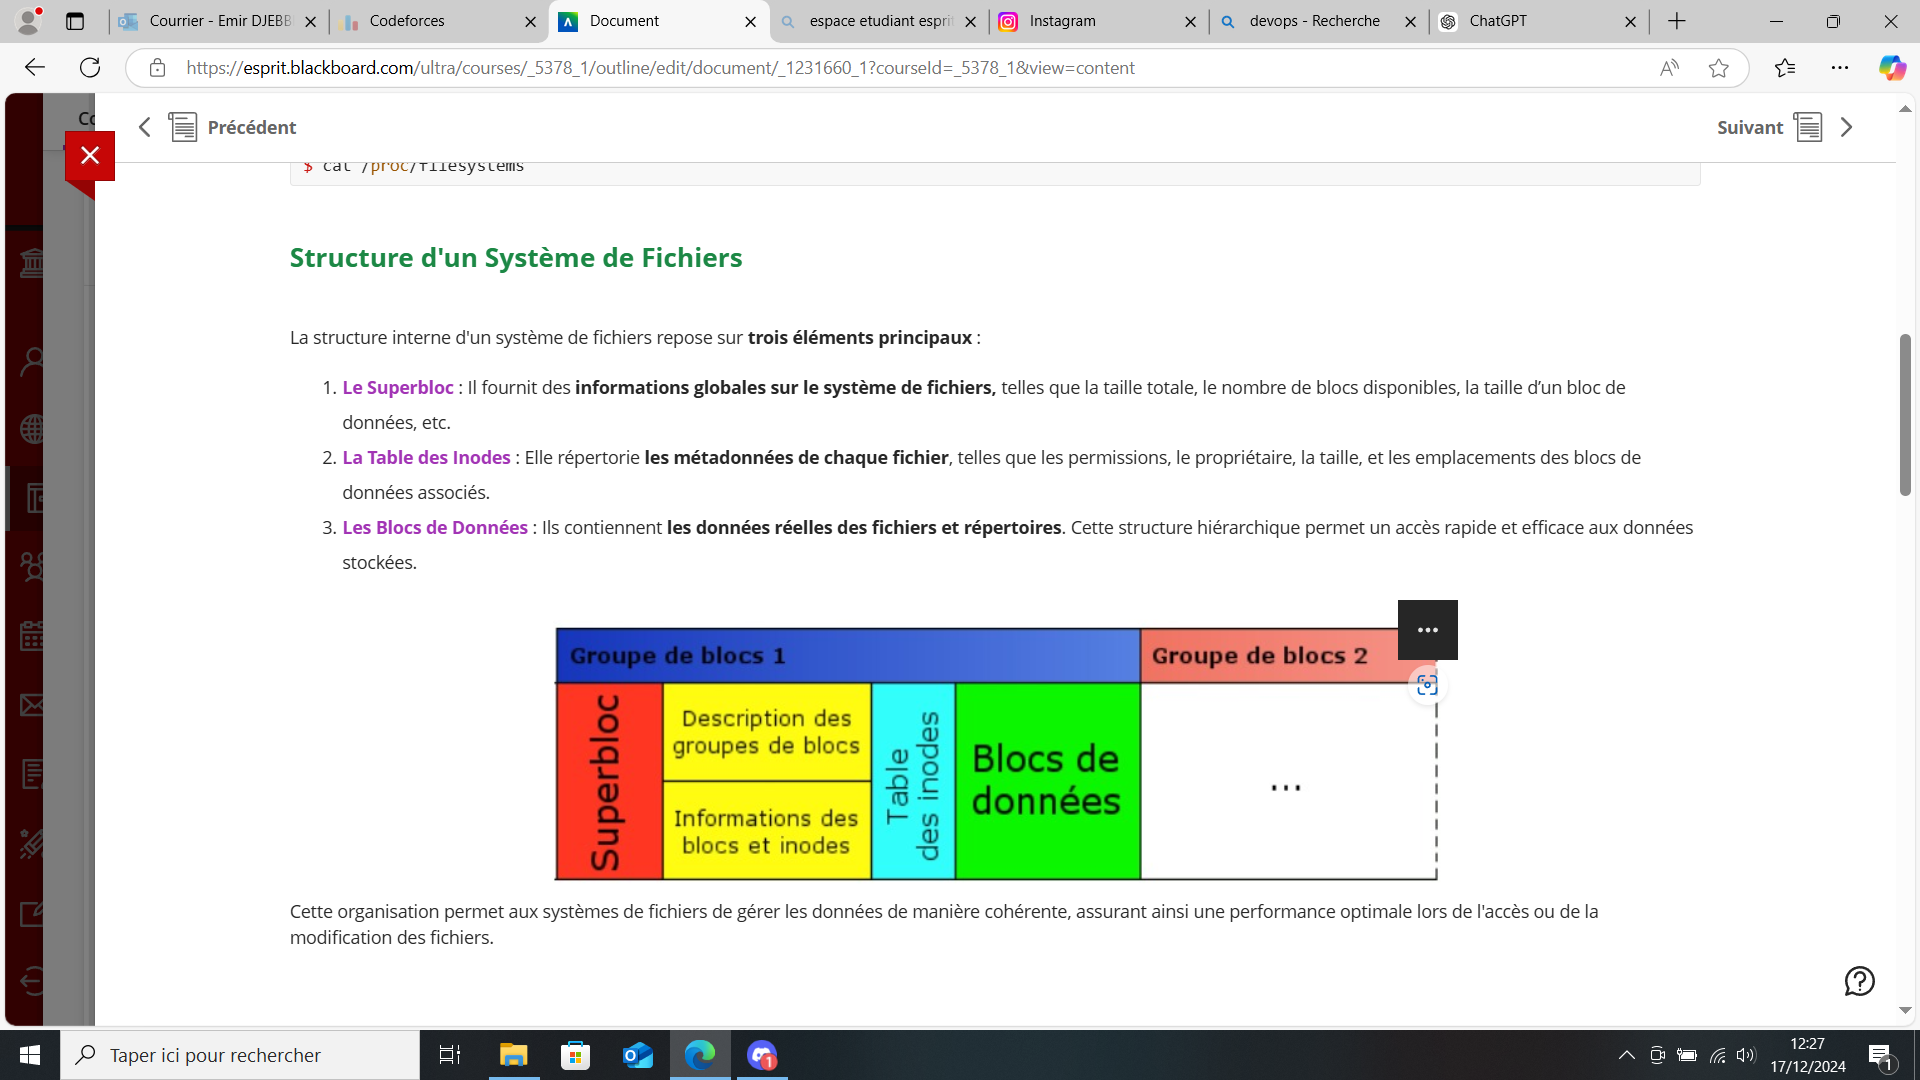 Courrier - Emir DJEBB
Codeforces
Document
espace etudiant esprit
Instagram
devops - Recherche
ChatGPT
https://esprit.blackboard.com/ultra/courses/_5378_1/outline/edit/document/_1231660_1?courseId=_5378_1&view=content
Précédent
Suivant
$ cat /proc/filesystems
Structure d'un Système de Fichiers
La structure interne d'un système de fichiers repose sur trois éléments principaux :
1. Le Superbloc : Il fournit des informations globales sur le système de fichiers, telles que la taille totale, le nombre de blocs disponibles, la taille d’un bloc de
données, etc.
2. La Table des Inodes : Elle répertorie les métadonnées de chaque fichier, telles que les permissions, le propriétaire, la taille, et les emplacements des blocs de
données associés.
3. Les Blocs de Données : Ils contiennent les données réelles des fichiers et répertoires. Cette structure hiérarchique permet un accès rapide et efficace aux données
stockées.
Groupe de blocs 1
Groupe de blocs 2
Superbloc
Description des
groupes de blocs
Informations des
blocs et inodes
Table
des inodes
Blocs de
données
...
Cette organisation permet aux systèmes de fichiers de gérer les données de manière cohérente, assurant ainsi une performance optimale lors de l'accès ou de la
modification des fichiers.
Taper ici pour rechercher
1
12:27
17/12/2024
1